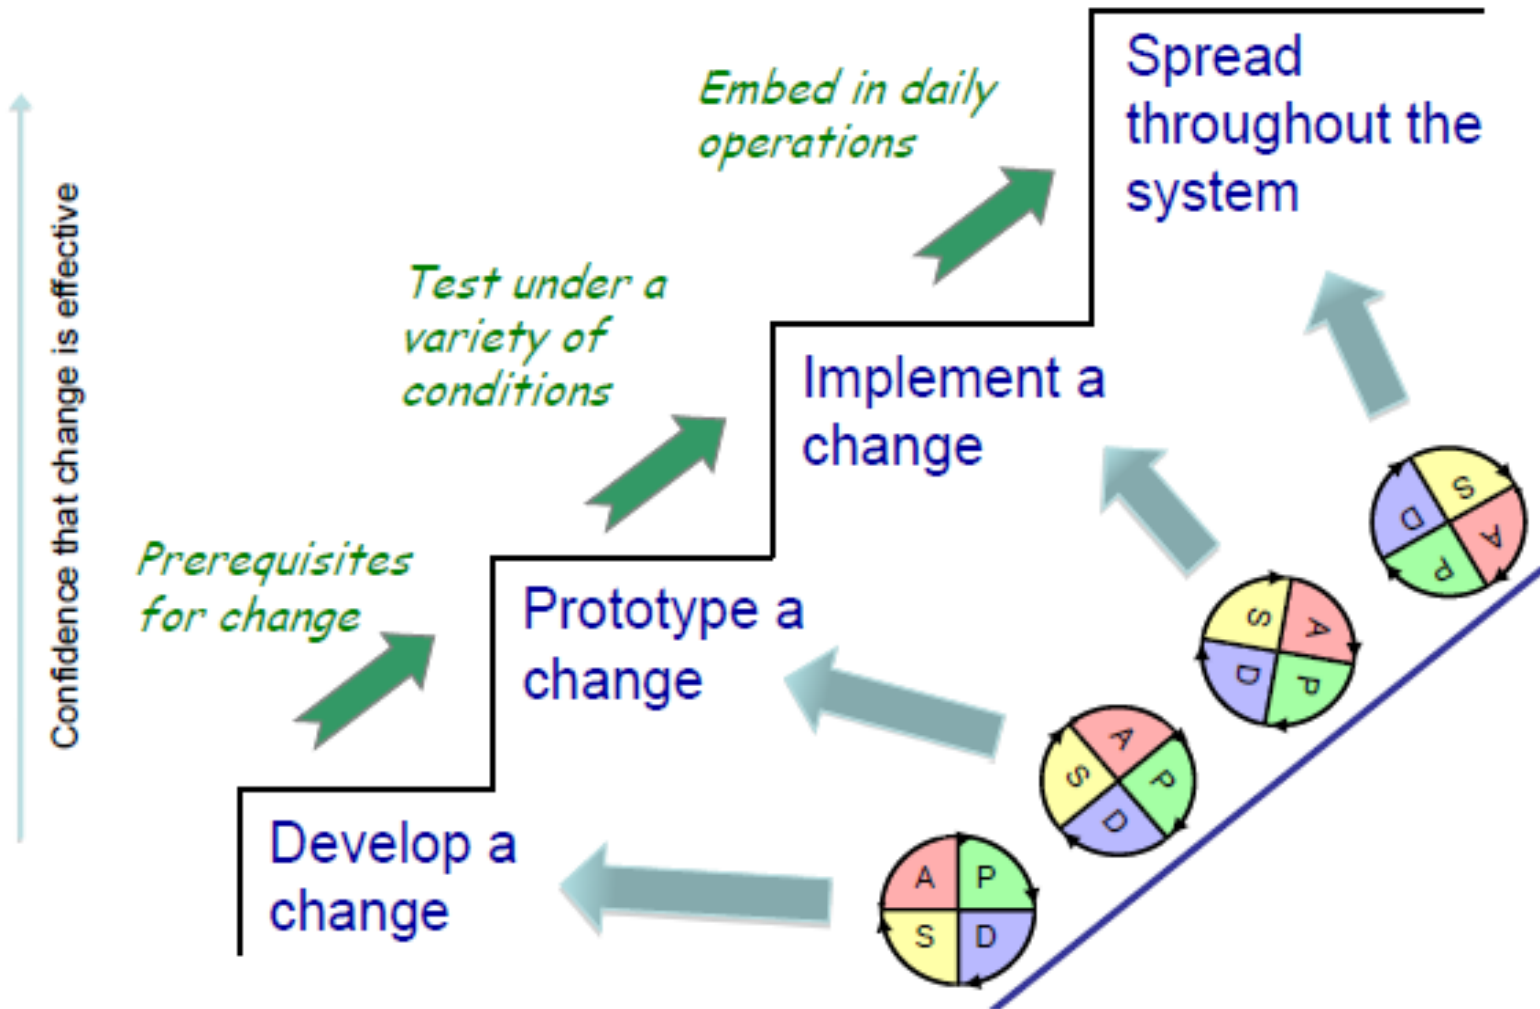 Confidence that change is effective
Prerequisites
for change
Test under a
variety of
conditions
Embed in daily
operations
Develop a
change
Prototype a
change
Implement a
change
Spread
throughout the
system
A P
S D
A
S P
D
S A
D P
S
D A
P